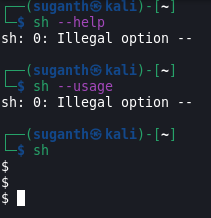 ┌──(suganth㉿kali)-[~]
└─$ sh --help
sh: 0: Illegal option --
┌──(suganth㉿kali)-[~]
└─$ sh --usage
sh: 0: Illegal option --
┌──(suganth㉿kali)-[~]
└─$ sh
$
$
$